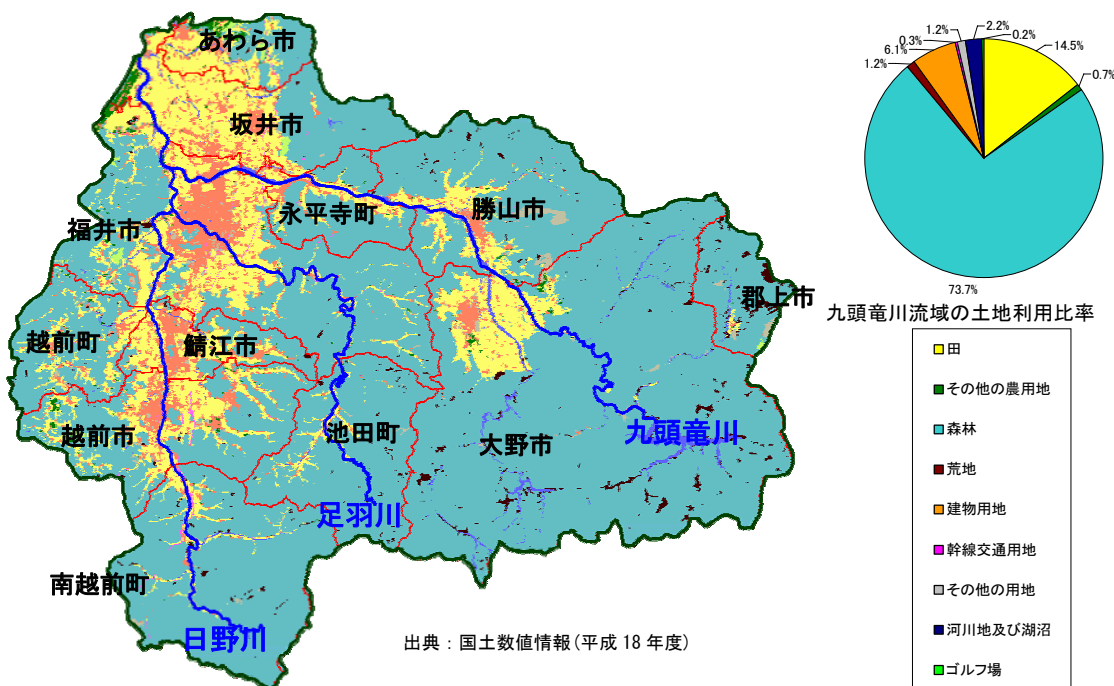 あわら市
坂井市
永平寺町
勝山市
福井市
郡上市
越前町
鯖江市
越前市
池田町
大野市
九頭竜川
足羽川
南越前町
日野川
出典：国土数値情報(平成 18 年度)
2.2%
1.2%
0.2%
0.3%
14.5%
6.1%
1.2%
0.7%
73.7%
九頭竜川流域の土地利用比率
田
その他の農用地
森林
荒地
建物用地
幹線交通用地
その他の用地
河川地及び湖沼
ゴルフ場